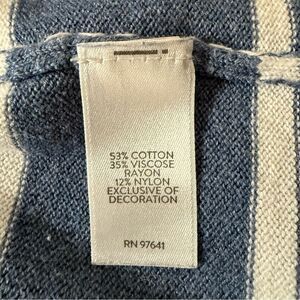 53% COTTON
35% VISCOSE
RAYON
12% NYLON
EXCLUSIVE OF
DECORATION
RN 97641